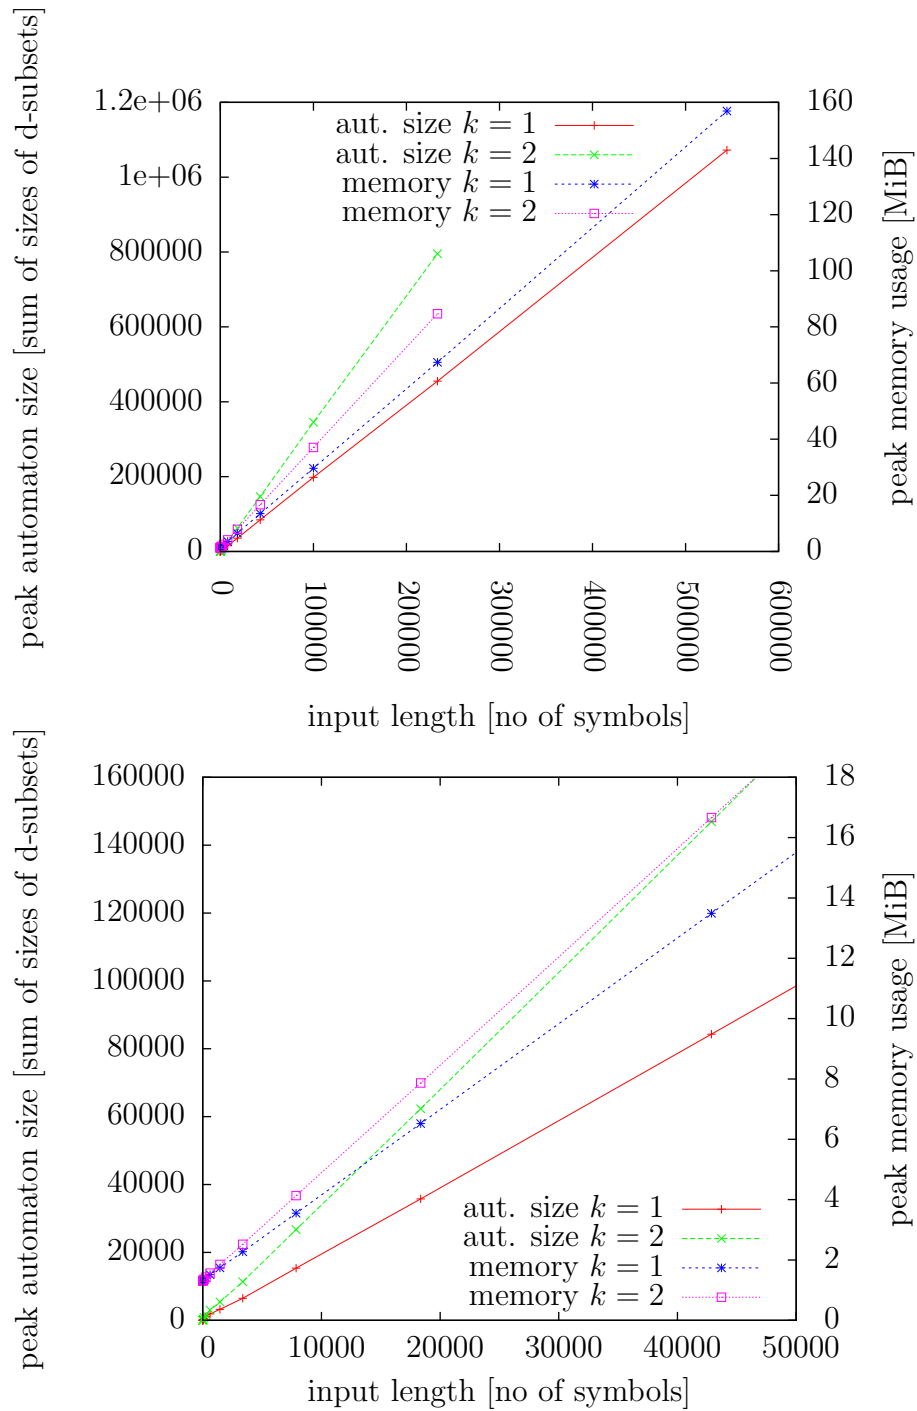 peak automaton size [sum of sizes of d-subsets]
1.2e+06
1e+06
800000
600000
400000
200000
0
aut. size k = 1
aut. size k = 2
memory k = 1
memory k = 2
160
140
120
100
80
60
40
20
0
peak memory usage [MiB]
0
100000
200000
300000
400000
500000
600000
input length [no of symbols]
peak automaton size [sum of sizes of d-subsets]
160000
140000
120000
100000
80000
60000
40000
20000
0
18
16
14
12
10
8
6
4
2
0
peak memory usage [MiB]
aut. size k = 1
aut. size k = 2
memory k = 1
memory k = 2
0 10000 20000 30000 40000 50000
input length [no of symbols]